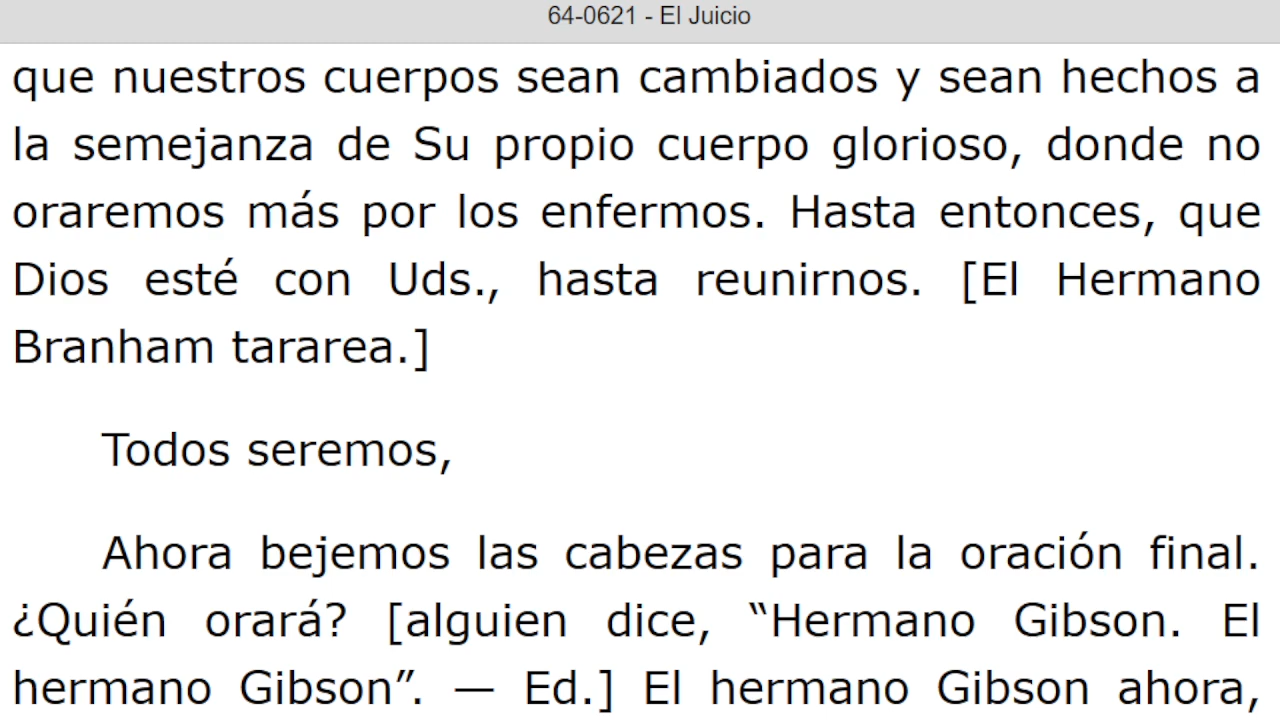 64-0621 - El Juicio
que nuestros cuerpos sean cambiados y sean hechos a
la semejanza de Su propio cuerpo glorioso, donde no
oraremos más por los enfermos. Hasta entonces, que
Dios esté con Uds., hasta reunirnos. [El Hermano
Branham tararea.]
Todos seremos,
Ahora bejemos las cabezas para la oración final.
¿Quién orará? [alguien dice, “Hermano Gibson. El
hermano Gibson”. — Ed.] El hermano Gibson ahora,